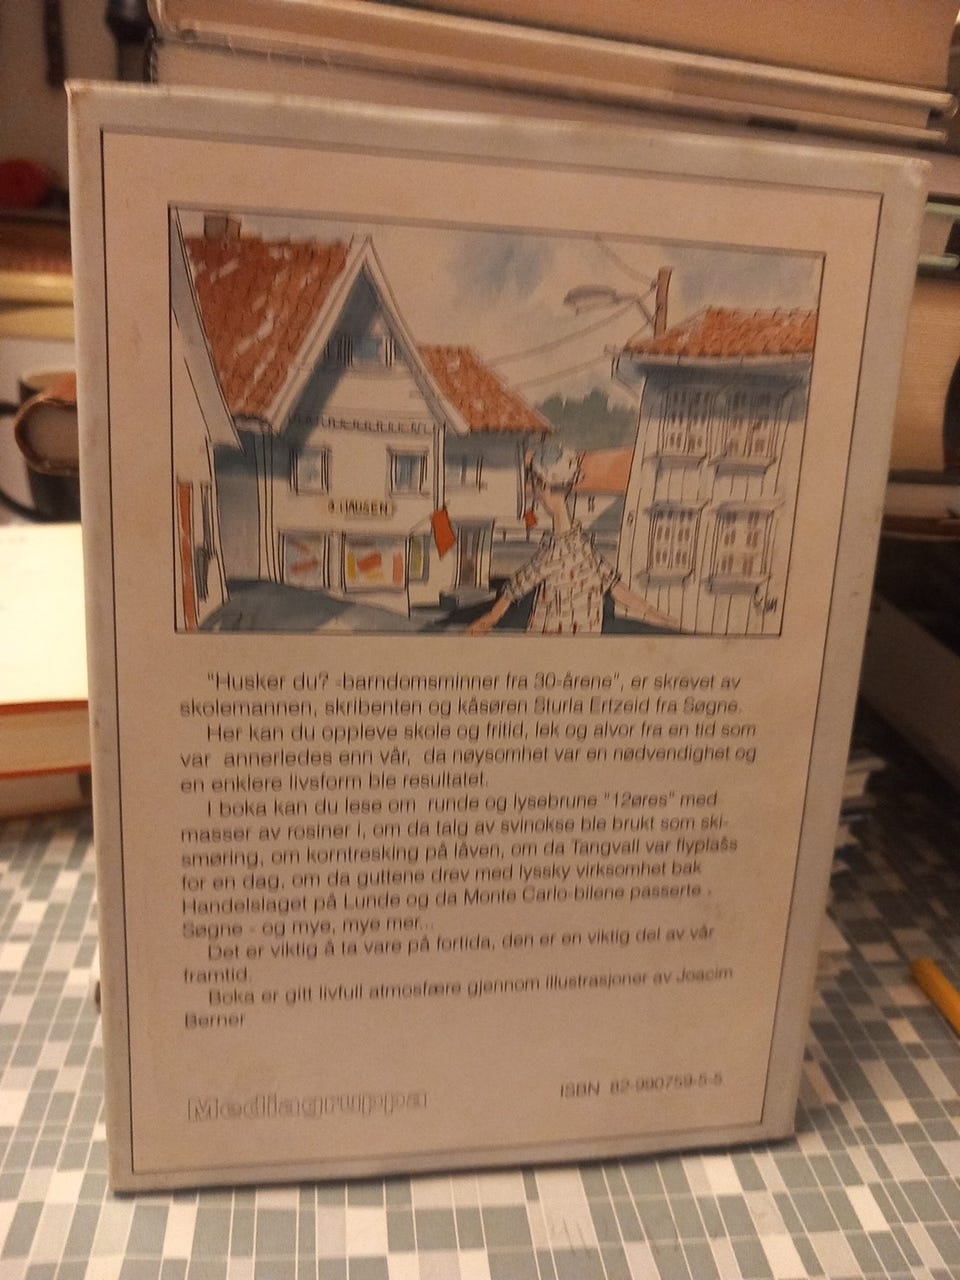 J. HAUSEN
"Husker du? -barndomsminner fra 30-årene", er skrevet av
skolemannen, skribenten og kåsøren Sturla Ertzeid fra Søgne.
Her kan du oppleve skole og fritid, lek og alvor fra en tid som
var annerledes enn vår, da nøysomhet var en nødvendighet og
en enklere livsform ble resultatet.
I boka kan du lese om runde og lysebrune "12øres" med
masser av rosiner i, om da talg av svinokse ble brukt som ski-
smøring, om korntresking på låven, om da Tangvall var flyplass
for en dag, om da guttene drev med lyssky virksomhet bak
Handelslaget på Lunde og da Monte Carlo-bilene passerte
Søgne - og mye, mye mer...
Det er viktig å ta vare på fortida, den er en viktig del av vår
framtid.
Boka er gitt livfull atmosfære gjennom illustrasjoner av Joacim
Berner
Mediagruppa
ISBN 82-990759-5-5